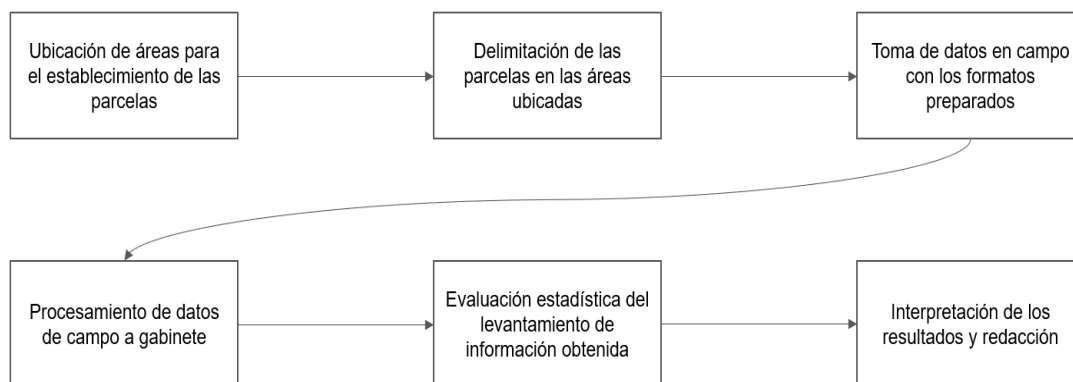 Ubicación de áreas para
el establecimiento de las
parcelas
Delimitación de las
parcelas en las áreas
ubicadas
Toma de datos en campo
con los formatos
preparados
Procesamiento de datos
de campo a gabinete
Evaluación estadística del
levantamiento de
información obtenida
Interpretación de los
resultados y redacción